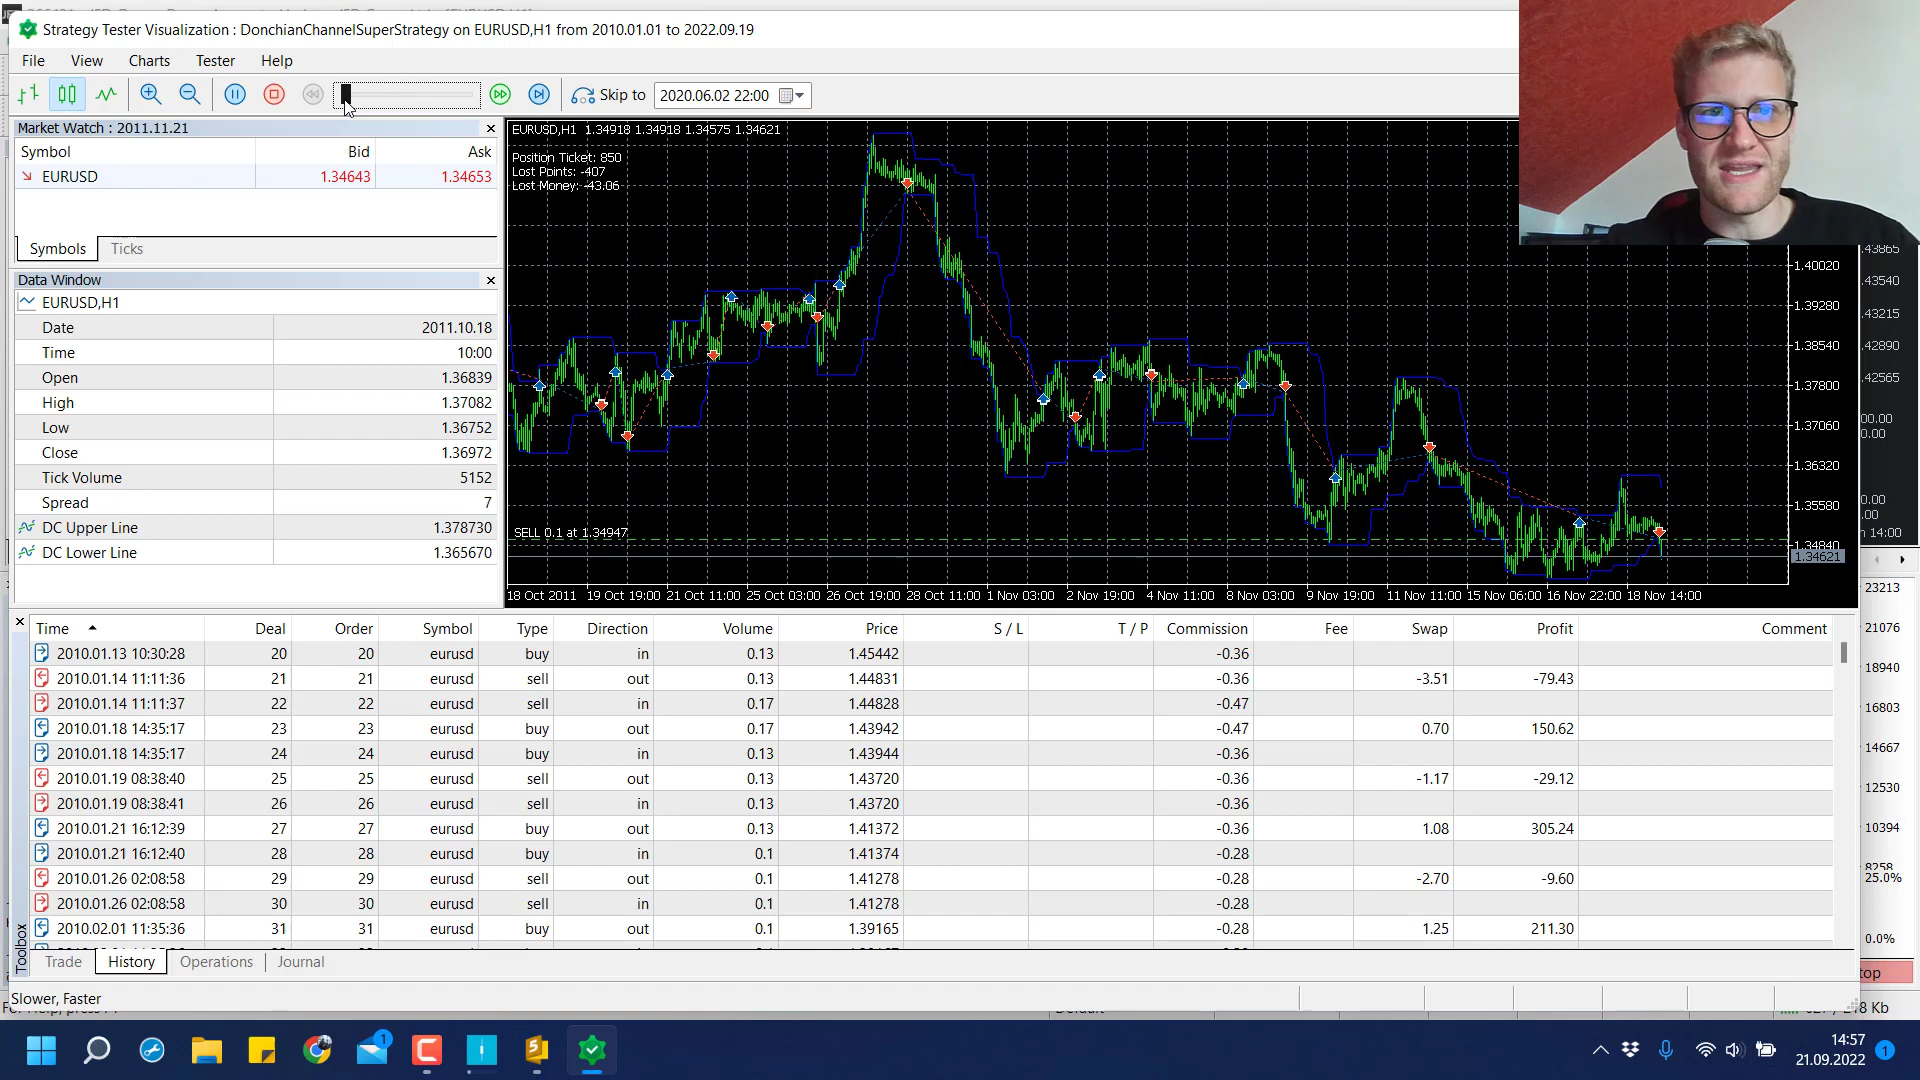 Strategy Tester Visualization : DonchianChannelSuperStrategy on EURUSD,H1 from 2010.01.01 to 2022.09.19
File View Charts Tester Help
Skip to 2020.06.02 22:00
Market Watch : 2011.11.21
Symbol Bid Ask
EURUSD 1.34643 1.34653
Symbols Ticks
Data Window
EURUSD,H1
Date 2011.10.18
Time 10:00
Open 1.36839
High 1.37082
Low 1.36752
Close 1.36972
Tick Volume 5152
Spread 7
DC Upper Line 1.378730
DC Lower Line 1.365670
EURUSD,H1 1.34918 1.34918 1.34575 1.34621
Position Ticket: 850
Lost Points: -407
Lost Money: -43.06
SELL 0.1 at 1.34947
1.40020
1.39280
1.38540
1.37800
1.37060
1.36320
1.35580
1.34840
1.34621
18 Oct 2011 19 Oct 19:00 21 Oct 11:00 25 Oct 03:00 26 Oct 19:00 28 Oct 11:00 1 Nov 03:00 2 Nov 19:00 4 Nov 11:00 8 Nov 03:00 9 Nov 19:00 11 Nov 11:00 15 Nov 06:00 16 Nov 22:00 18 Nov 14:00
.43865
.43540
.43215
.42890
.42565
23213
21076
18940
16803
14667
12530
10394
8258
25.0%
0.0%
Time Deal Order Symbol Type Direction Volume Price S / L T / P Commission Fee Swap Profit Comment
2010.01.13 10:30:28 20 20 eurusd buy in 0.13 1.45442 -0.36
2010.01.14 11:11:36 21 21 eurusd sell out 0.13 1.44831 -0.36 -3.51 -79.43
2010.01.14 11:11:37 22 22 eurusd sell in 0.17 1.44828 -0.47
2010.01.18 14:35:17 23 23 eurusd buy out 0.17 1.43942 -0.47 0.70 150.62
2010.01.18 14:35:17 24 24 eurusd buy in 0.13 1.43944 -0.36
2010.01.19 08:38:40 25 25 eurusd sell out 0.13 1.43720 -0.36 -1.17 -29.12
2010.01.19 08:38:41 26 26 eurusd sell in 0.13 1.43720 -0.36
2010.01.21 16:12:39 27 27 eurusd buy out 0.13 1.41372 -0.36 1.08 305.24
2010.01.21 16:12:40 28 28 eurusd buy in 0.1 1.41374 -0.28
2010.01.26 02:08:58 29 29 eurusd sell out 0.1 1.41278 -0.28 -2.70 -9.60
2010.01.26 02:08:58 30 30 eurusd sell in 0.1 1.41278 -0.28
2010.02.01 11:35:36 31 31 eurusd buy out 0.1 1.39165 -0.28 1.25 211.30
Toolbox
Trade History Operations Journal
Slower, Faster
14:57
21.09.2022
1
1